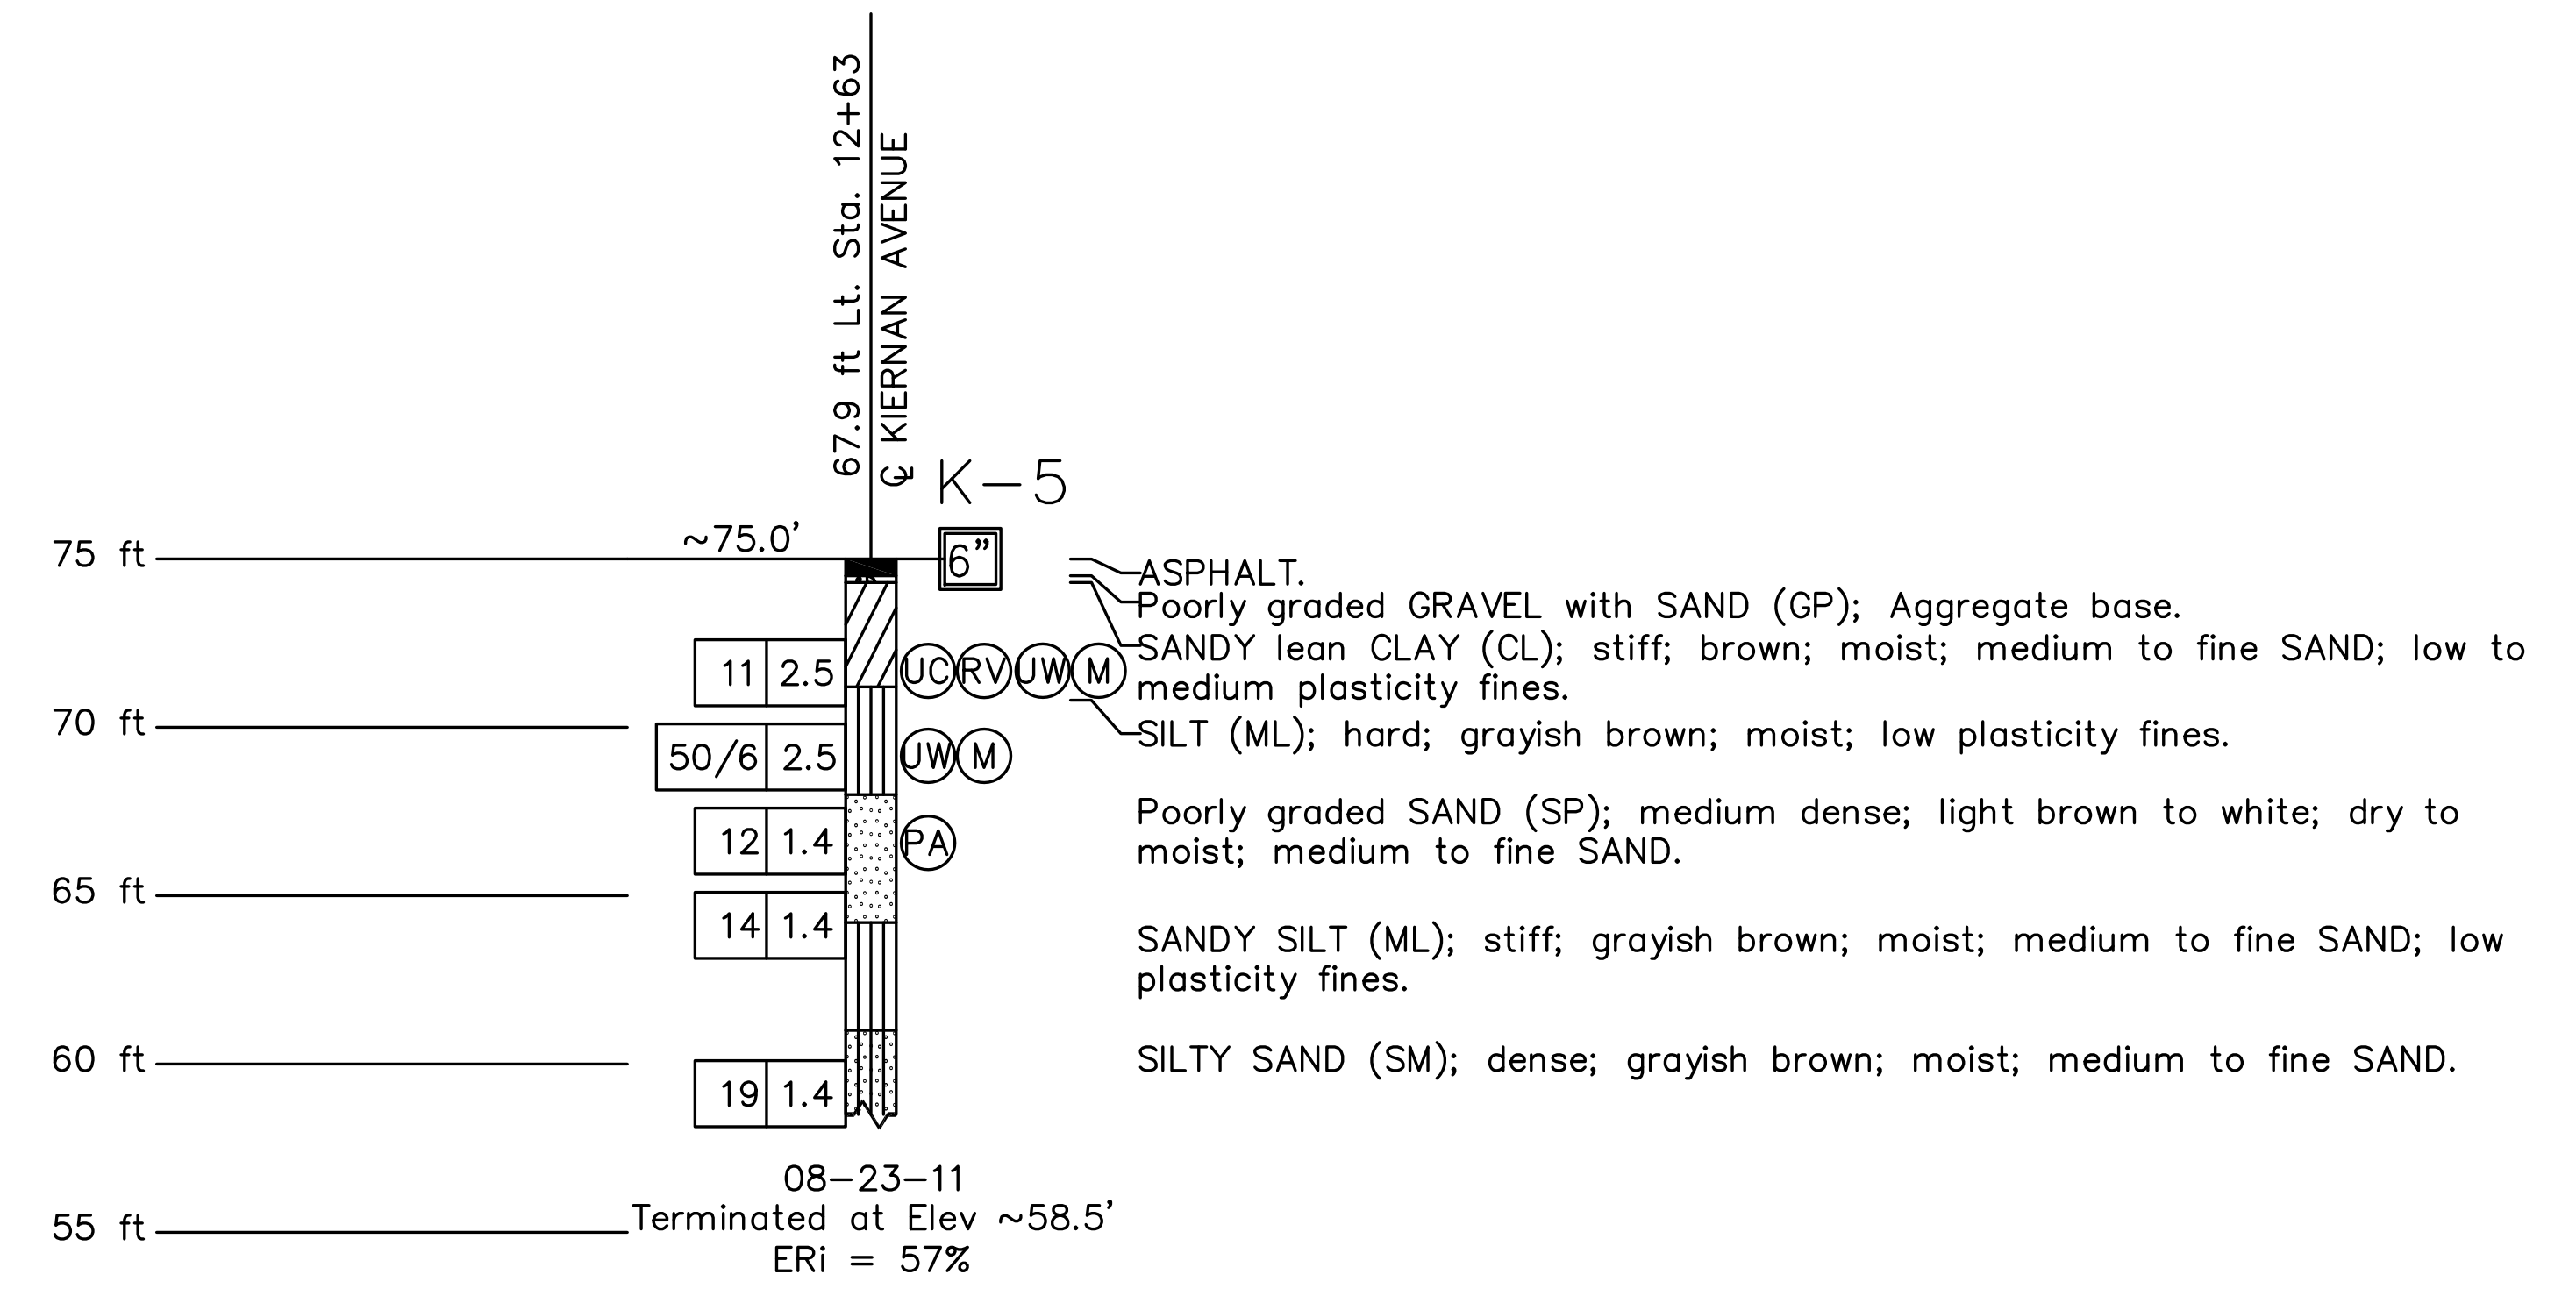 67.9 ft Lt. Sta. 12+63
℄ KIERNAN AVENUE
K-5
~75.0’
75 ft
6”
ASPHALT.
Poorly graded GRAVEL with SAND (GP); Aggregate base.
SANDY lean CLAY (CL); stiff; brown; moist; medium to fine SAND; low to
medium plasticity fines.
11 2.5 UC RV UW M
70 ft
SILT (ML); hard; grayish brown; moist; low plasticity fines.
50/6 2.5 UW M
Poorly graded SAND (SP); medium dense; light brown to white; dry to
moist; medium to fine SAND.
12 1.4 PA
65 ft
14 1.4
SANDY SILT (ML); stiff; grayish brown; moist; medium to fine SAND; low
plasticity fines.
60 ft
SILTY SAND (SM); dense; grayish brown; moist; medium to fine SAND.
19 1.4
08-23-11
Terminated at Elev ~58.5’
55 ft
ERi = 57%